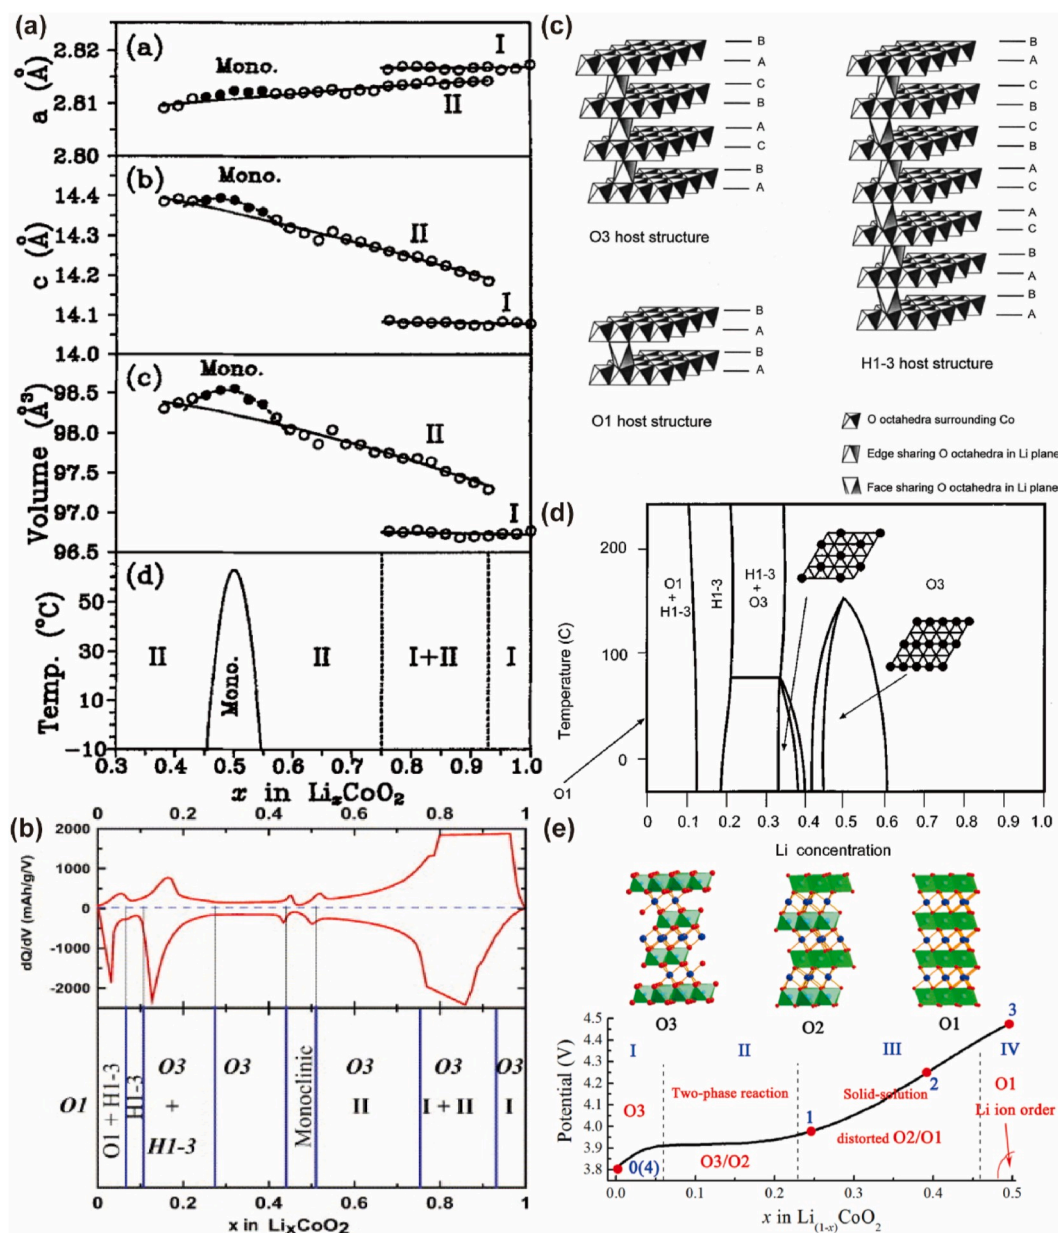 (a)
(a)
I
Mono.
II
2.82
2.81
2.80
a (Å)
(b)
Mono.
II
I
14.4
14.3
14.2
14.1
14.0
c (Å)
(c)
Mono.
II
I
98.5
98.0
97.5
97.0
96.5
Volume (Å³)
(d)
II
Mono.
II
I+II
I
50
30
10
-10
Temp. (°C)
0.3 0.4 0.5 0.6 0.7 0.8 0.9 1.0
x in LixCoO2
(b)
0 0.2 0.4 0.6 0.8 1
2000
1000
0
-1000
-2000
dQ/dV (mAh/g/V)
O1
O1 + H1-3
H1-3
O3
+
H1-3
O3
Monoclinic
O3
II
O3
I + II
O3
I
0 0.2 0.4 0.6 0.8 1
x in LixCoO2
(c)
B
A
C
B
A
C
B
A
O3 host structure
B
A
B
A
O1 host structure
B
A
C
B
C
B
A
C
A
C
B
A
B
A
H1-3 host structure
O octahedra surrounding Co
Edge sharing O octahedra in Li plane
Face sharing O octahedra in Li plane
(d)
200
100
0
Temperature (C)
O1
+
H1-3
H1-3
H1-3
+
O3
O3
O1
0 0.1 0.2 0.3 0.4 0.5 0.6 0.7 0.8 0.9 1.0
Li concentration
(e)
O3 O2 O1
4.5
4.4
4.3
4.2
4.1
4.0
3.9
3.8
Potential (V)
I II III IV
3
2
1
0(4)
O3
Two-phase reaction
O3/O2
Solid-solution
distorted O2/O1
O1
Li ion order
0.0 0.1 0.2 0.3 0.4 0.5
x in Li(1-x)CoO2